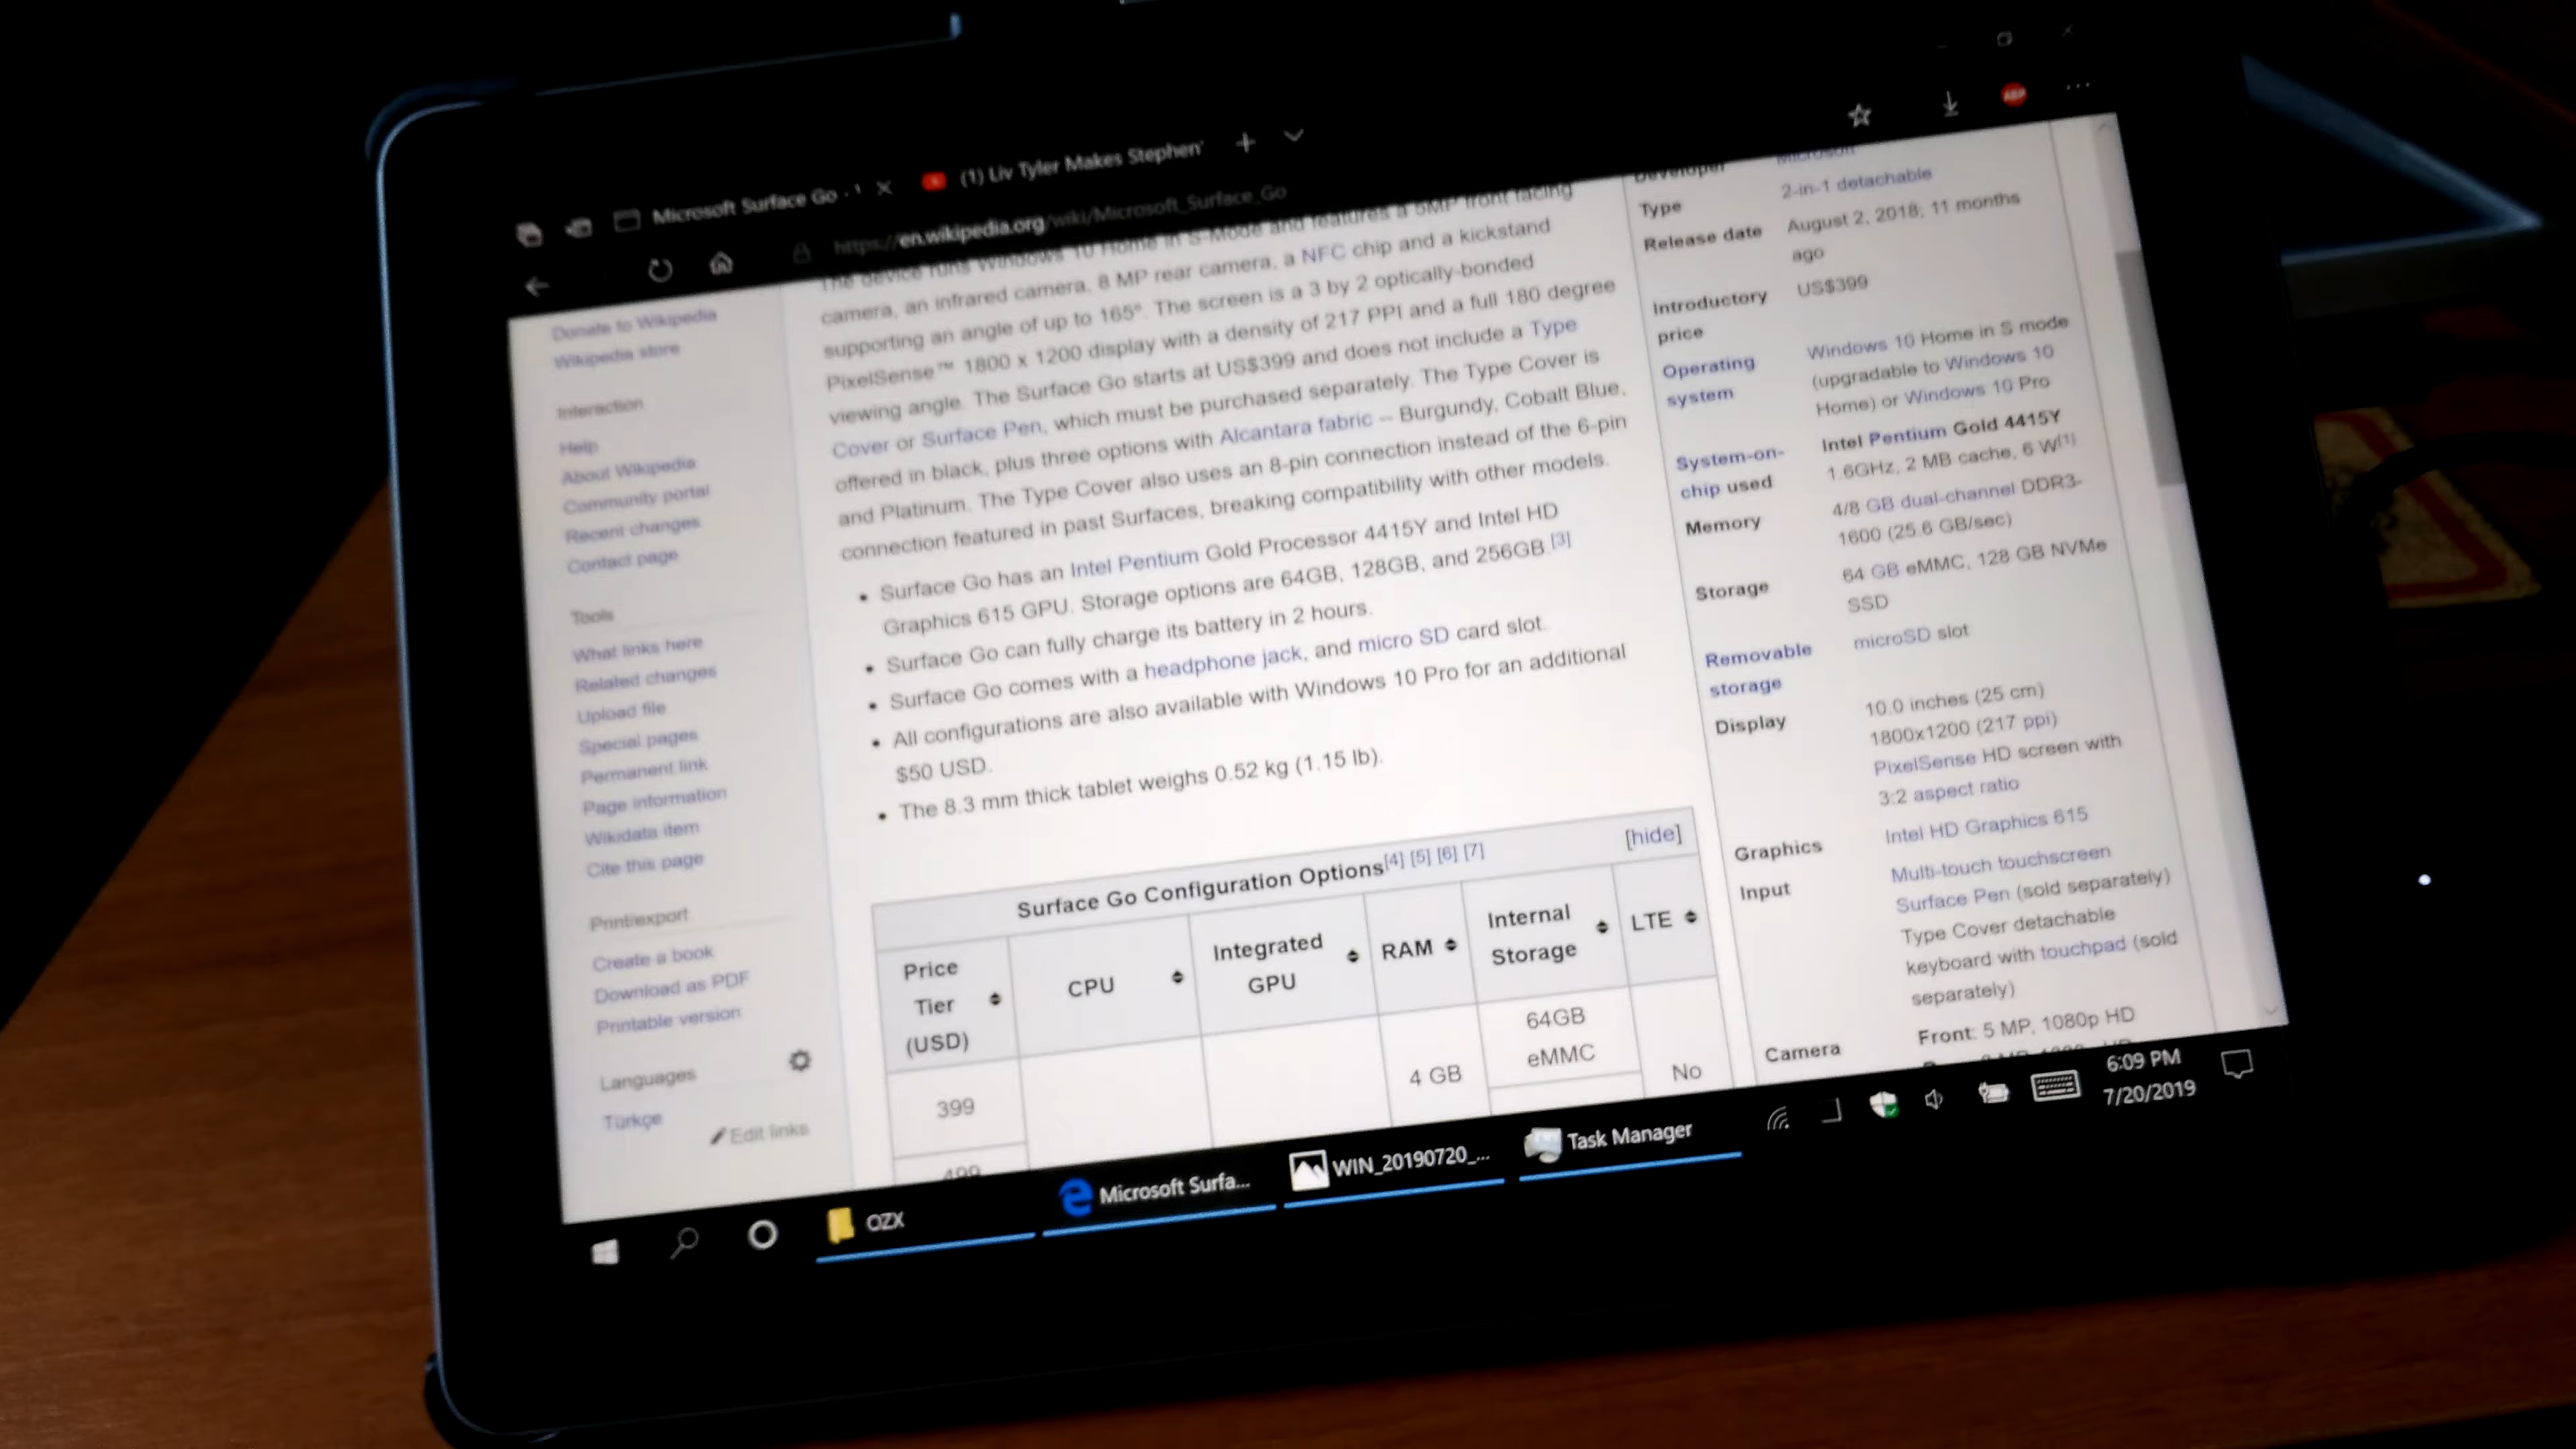 Microsoft Surface Go -
(1) Liv Tyler Makes Stephen'
https://en.wikipedia.org/wiki/Microsoft_Surface_Go
ABP
Donate to Wikipedia
Wikipedia store
Interaction
Help
About Wikipedia
Community portal
Recent changes
Contact page
Tools
What links here
Related changes
Upload file
Special pages
Permanent link
Page information
Wikidata item
Cite this page
Print/export
Create a book
Download as PDF
Printable version
Languages
Türkçe
Edit links
The device runs Windows 10 Home in S Mode and features a 5MP front facing
camera, an infrared camera, 8 MP rear camera, a NFC chip and a kickstand
supporting an angle of up to 165°. The screen is a 3 by 2 optically-bonded
PixelSense™ 1800 x 1200 display with a density of 217 PPI and a full 180 degree
viewing angle. The Surface Go starts at US$399 and does not include a Type
Cover or Surface Pen, which must be purchased separately. The Type Cover is
offered in black, plus three options with Alcantara fabric – Burgundy, Cobalt Blue,
and Platinum. The Type Cover also uses an 8-pin connection instead of the 6-pin
connection featured in past Surfaces, breaking compatibility with other models.
• Surface Go has an Intel Pentium Gold Processor 4415Y and Intel HD
Graphics 615 GPU. Storage options are 64GB, 128GB, and 256GB.[3]
• Surface Go can fully charge its battery in 2 hours.
• Surface Go comes with a headphone jack, and micro SD card slot.
• All configurations are also available with Windows 10 Pro for an additional
$50 USD.
• The 8.3 mm thick tablet weighs 0.52 kg (1.15 lb).
Surface Go Configuration Options[4] [5] [6] [7] [hide]
Price
Tier
(USD)
CPU
Integrated
GPU
RAM
Internal
Storage
LTE
399
4 GB
64GB
eMMC
No
499
Developer Microsoft
Type 2-in-1 detachable
Release date August 2, 2018; 11 months
ago
Introductory US$399
price
Operating Windows 10 Home in S mode
system (upgradable to Windows 10
Home) or Windows 10 Pro
System-on- Intel Pentium Gold 4415Y
chip used 1.6GHz, 2 MB cache, 6 W[1]
Memory 4/8 GB dual-channel DDR3-
1600 (25.6 GB/sec)
Storage 64 GB eMMC, 128 GB NVMe
SSD
Removable microSD slot
storage
Display 10.0 inches (25 cm)
1800x1200 (217 ppi)
PixelSense HD screen with
3:2 aspect ratio
Graphics Intel HD Graphics 615
Input Multi-touch touchscreen
Surface Pen (sold separately)
Type Cover detachable
keyboard with touchpad (sold
separately)
Camera Front: 5 MP, 1080p HD
OZX
Microsoft Surfa...
WIN_20190720_...
Task Manager
6:09 PM
7/20/2019